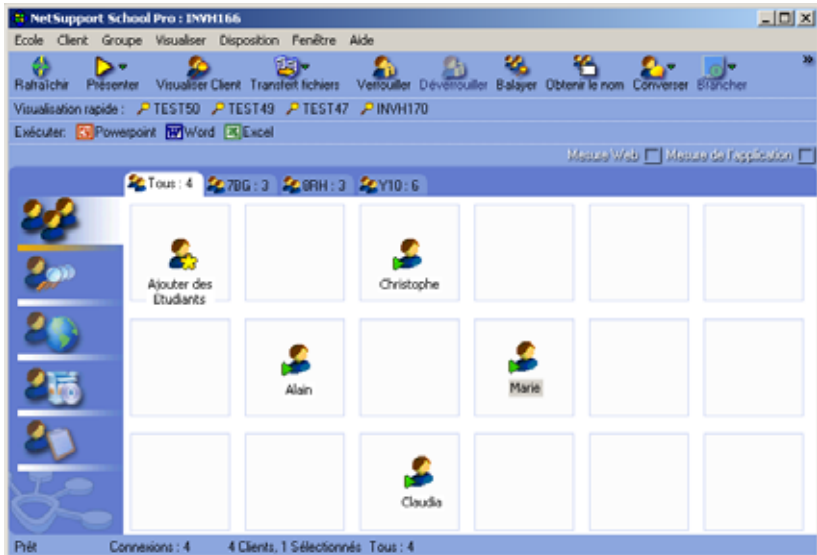 NetSupport School Pro : INVH166
Ecole Client Groupe Visualiser Disposition Fenêtre Aide
Rafraîchir Présenter Visualiser Client Transfert fichiers Verrouiller Dévérrouiller Balayer Obtenir le nom Converser Brancher
Visualisation rapide : TEST50 TEST49 TEST47 INVH170
Exécuter: Powerpoint Word Excel
Mesure Web Mesure de l'application
Tous : 4 7BG : 3 8RH : 3 Y10 : 6
Ajouter des
Etudiants
Christophe
Alain
Marie
Claudia
Prêt Connexions : 4 4 Clients, 1 Sélectionnés Tous : 4